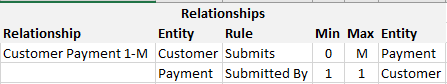 Relationships
Relationship Entity Rule Min Max Entity
Customer Payment 1-M Customer Submits 0 M Payment
Payment Submitted By 1 1 Customer